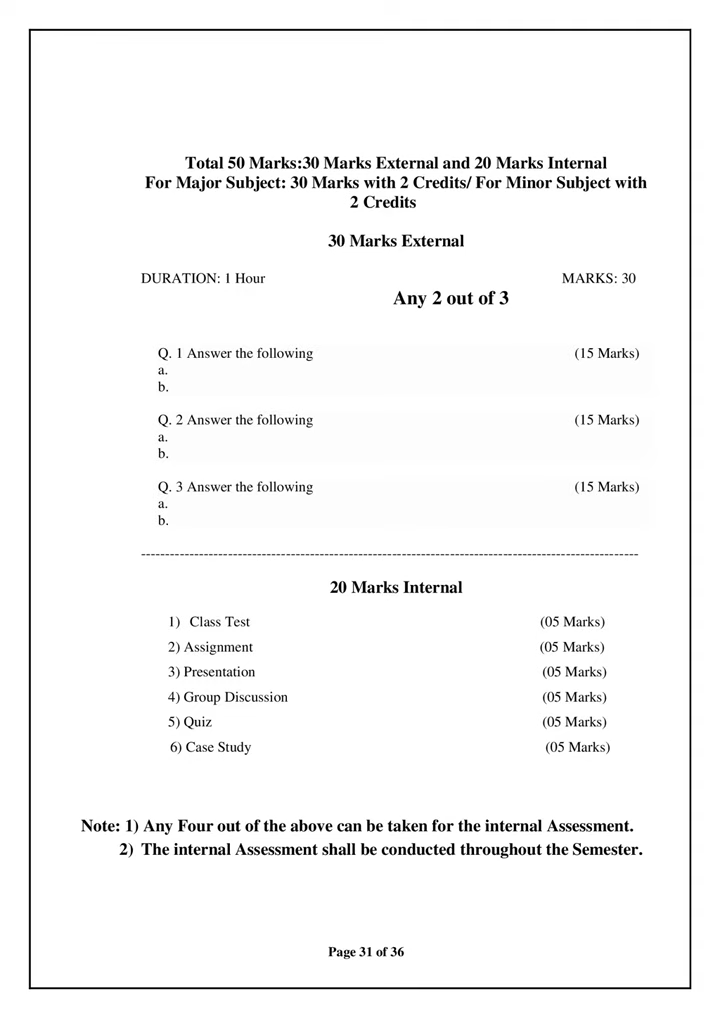 Total 50 Marks:30 Marks External and 20 Marks Internal
For Major Subject: 30 Marks with 2 Credits/ For Minor Subject with
2 Credits
30 Marks External
DURATION: 1 Hour MARKS: 30
Any 2 out of 3
Q. 1 Answer the following (15 Marks)
a.
b.
Q. 2 Answer the following (15 Marks)
a.
b.
Q. 3 Answer the following (15 Marks)
a.
b.
-------------------------------------------------------------------------------------------------------
20 Marks Internal
1) Class Test (05 Marks)
2) Assignment (05 Marks)
3) Presentation (05 Marks)
4) Group Discussion (05 Marks)
5) Quiz (05 Marks)
6) Case Study (05 Marks)
Note: 1) Any Four out of the above can be taken for the internal Assessment.
2) The internal Assessment shall be conducted throughout the Semester.
Page 31 of 36